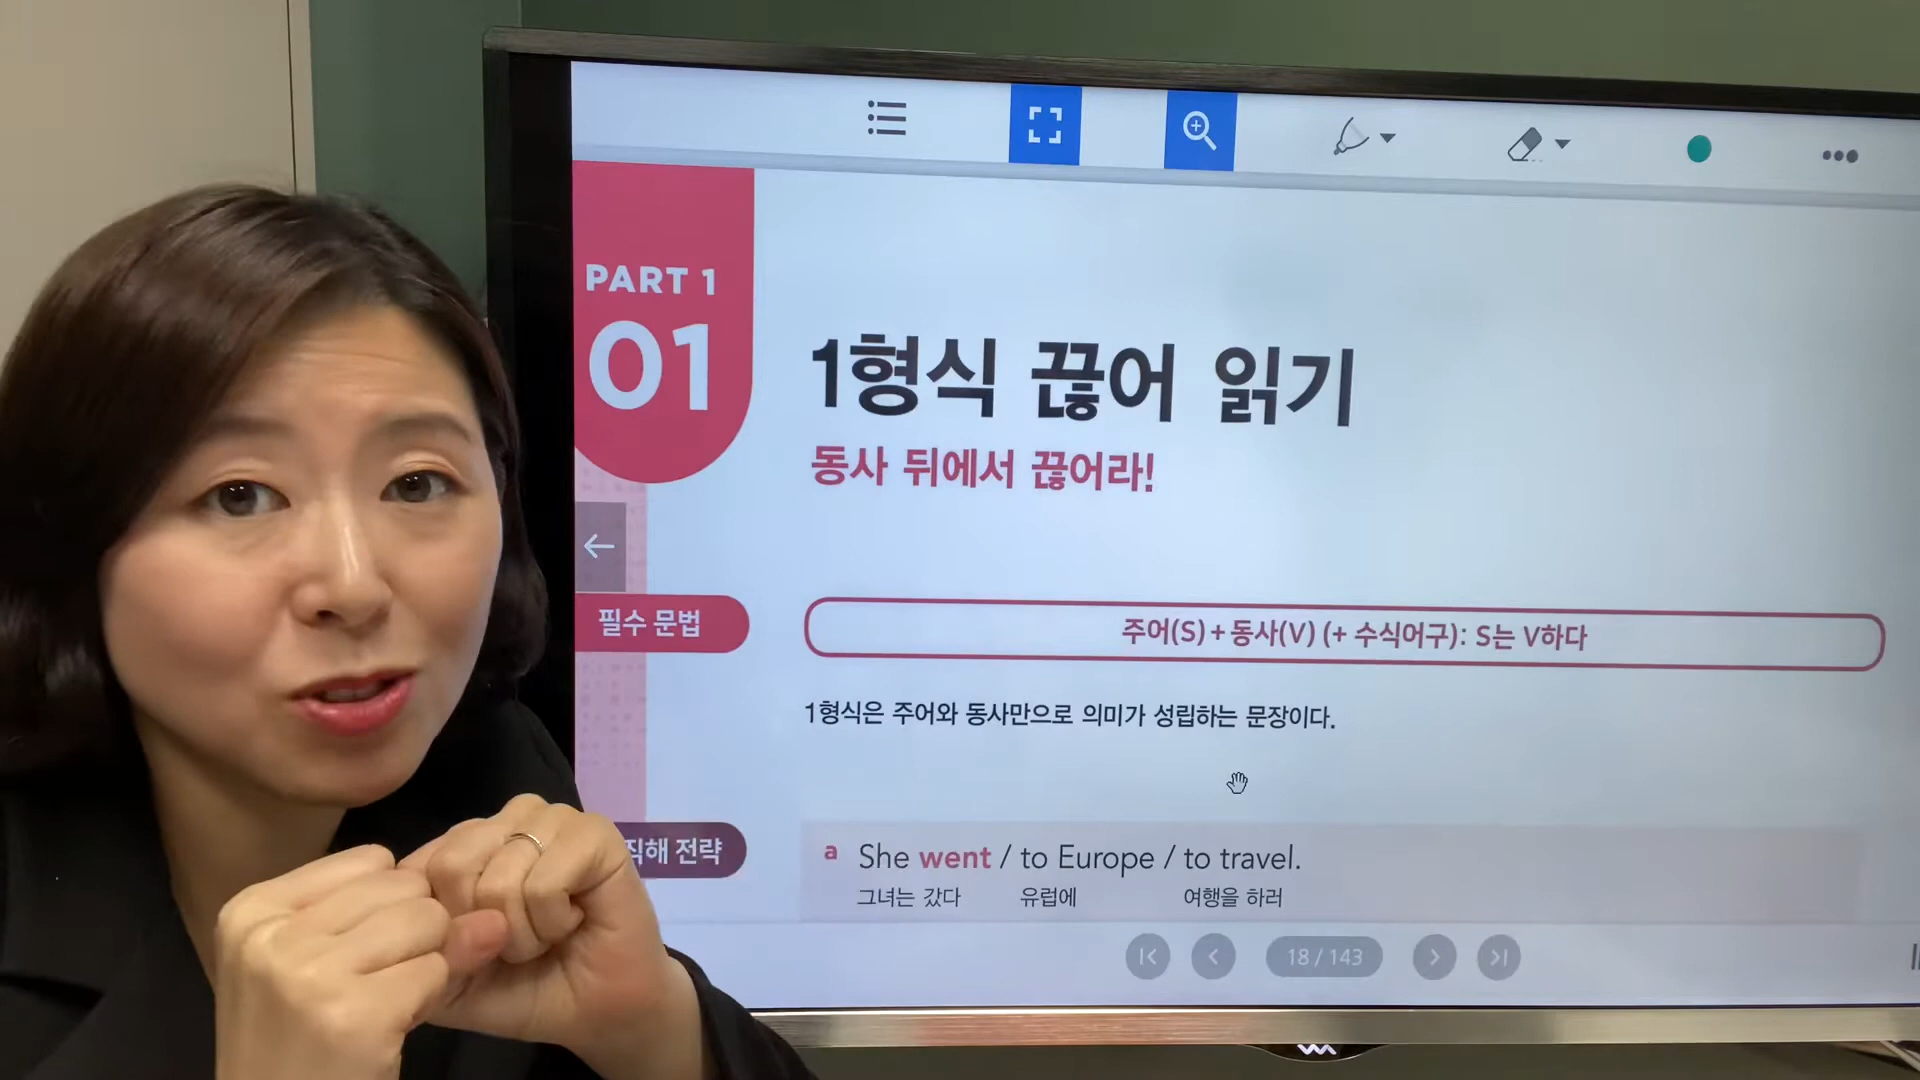 PART 1
01
1형식 끊어 읽기
동사 뒤에서 끊어라!
필수 문법
주어(S)+동사(V) (+ 수식어구): S는 V하다
1형식은 주어와 동사만으로 의미가 성립하는 문장이다.
직해 전략
a She went / to Europe / to travel.
그녀는 갔다 유럽에 여행을 하러
18 / 143